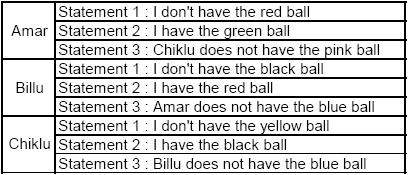 Amar
Statement 1 : I don't have the red ball
Statement 2 : I have the green ball
Statement 3 : Chiklu does not have the pink ball
Billu
Statement 1 : I don't have the black ball
Statement 2 : I have the red ball
Statement 3 : Amar does not have the blue ball
Chiklu
Statement 1 : I don't have the yellow ball
Statement 2 : I have the black ball
Statement 3 : Billu does not have the blue ball